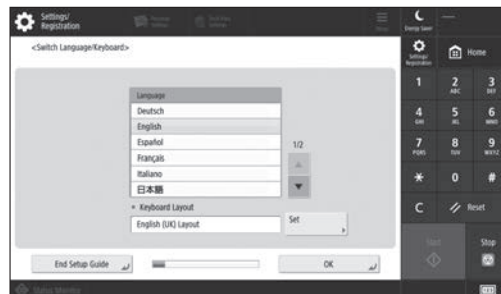 Settings/
Registration
<Switch Language/Keyboard>
Language
Deutsch
English
Español
Français
Italiano
日本語
1/2
Keyboard Layout
English (UK) Layout
Set
End Setup Guide
OK
Status Monitor
Energy Saver
Settings/
Registration
Home
1
2
ABC
3
DEF
4
GHI
5
JKL
6
MNO
7
PQRS
8
TUV
9
WXYZ
*
0
#
C
Reset
Start
Stop